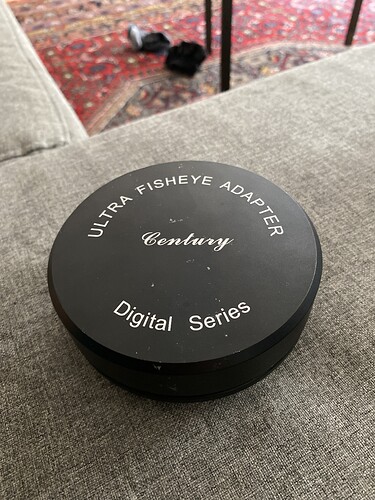 ULTRA FISHEYE ADAPTER
Century
Digital Series